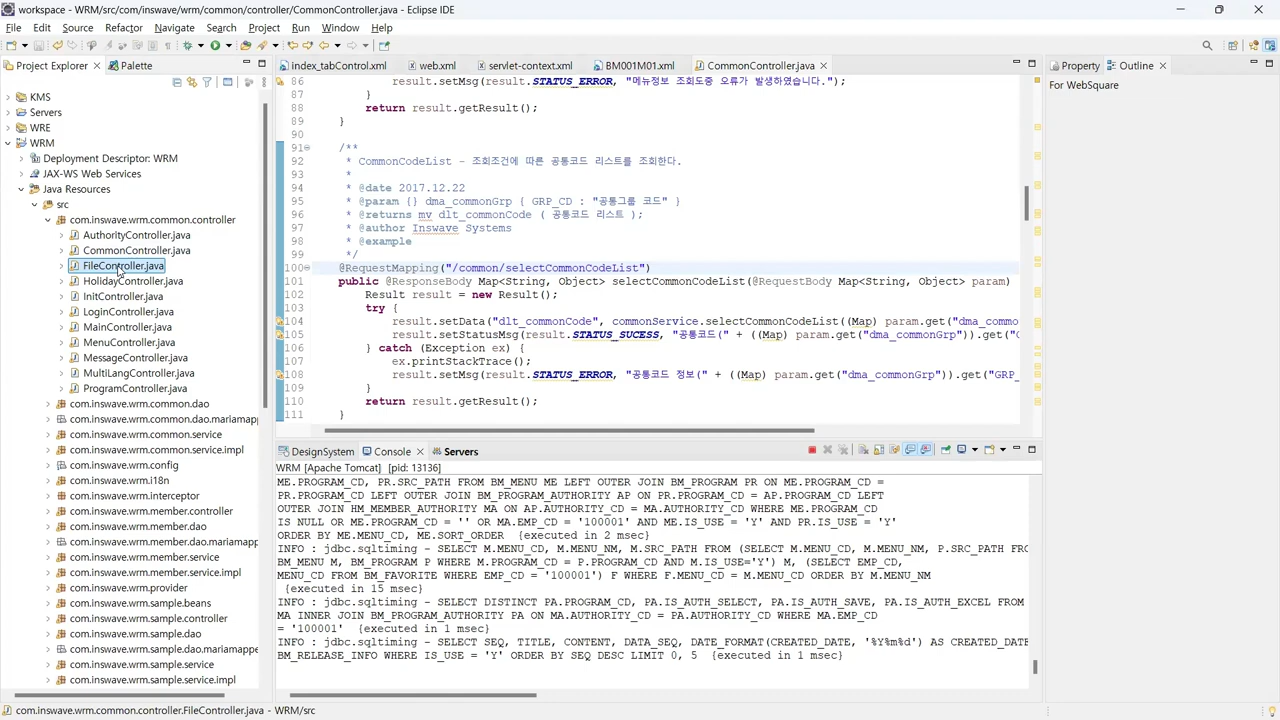 workspace - WRM/src/com/inswave/wrm/common/controller/CommonController.java - Eclipse IDE
File Edit Source Refactor Navigate Search Project Run Window Help
Project Explorer Palette
KMS
Servers
WRE
WRM
Deployment Descriptor: WRM
JAX-WS Web Services
Java Resources
src
com.inswave.wrm.common.controller
AuthorityController.java
CommonController.java
FileController.java
HolidayController.java
InitController.java
LoginController.java
MainController.java
MenuController.java
MessageController.java
MultiLangController.java
ProgramController.java
com.inswave.wrm.common.dao
com.inswave.wrm.common.dao.mariamapp
com.inswave.wrm.common.service
com.inswave.wrm.common.service.impl
com.inswave.wrm.config
com.inswave.wrm.i18n
com.inswave.wrm.interceptor
com.inswave.wrm.member.controller
com.inswave.wrm.member.dao
com.inswave.wrm.member.dao.mariamapp
com.inswave.wrm.member.service
com.inswave.wrm.member.service.impl
com.inswave.wrm.provider
com.inswave.wrm.sample.beans
com.inswave.wrm.sample.controller
com.inswave.wrm.sample.dao
com.inswave.wrm.sample.dao.mariamappe
com.inswave.wrm.sample.service
com.inswave.wrm.sample.service.impl
index_tabControl.xml web.xml servlet-context.xml BM001M01.xml CommonController.java
86 result.setMsg(result.STATUS_ERROR, "메뉴정보 조회도중 오류가 발생하였습니다.");
87 }
88 return result.getResult();
89 }
90
91 /**
92 * CommonCodeList - 조회조건에 따른 공통코드 리스트를 조회한다.
93 *
94 * @date 2017.12.22
95 * @param {} dma_commonGrp { GRP_CD : "공통그룹 코드" }
96 * @returns mv dlt_commonCode ( 공통코드 리스트 );
97 * @author Inswave Systems
98 * @example
99 */
100 @RequestMapping("/common/selectCommonCodeList")
101 public @ResponseBody Map<String, Object> selectCommonCodeList(@RequestBody Map<String, Object> param)
102 Result result = new Result();
103 try {
104 result.setData("dlt_commonCode", commonService.selectCommonCodeList((Map) param.get("dma_commo
105 result.setStatusMsg(result.STATUS_SUCESS, "공통코드(" + ((Map) param.get("dma_commonGrp")).get("G
106 } catch (Exception ex) {
107 ex.printStackTrace();
108 result.setMsg(result.STATUS_ERROR, "공통코드 정보(" + ((Map) param.get("dma_commonGrp")).get("GRP_
109 }
110 return result.getResult();
111 }
DesignSystem Console Servers
WRM [Apache Tomcat] [pid: 13136]
ME.PROGRAM_CD, PR.SRC_PATH FROM BM_MENU ME LEFT OUTER JOIN BM_PROGRAM PR ON ME.PROGRAM_CD =
PR.PROGRAM_CD LEFT OUTER JOIN BM_PROGRAM_AUTHORITY AP ON PR.PROGRAM_CD = AP.PROGRAM_CD LEFT
OUTER JOIN HM_MEMBER_AUTHORITY MA ON AP.AUTHORITY_CD = MA.AUTHORITY_CD WHERE ME.PROGRAM_CD
IS NULL OR ME.PROGRAM_CD = '' OR MA.EMP_CD = '100001' AND ME.IS_USE = 'Y' AND PR.IS_USE = 'Y'
ORDER BY ME.MENU_CD, ME.SORT_ORDER {executed in 2 msec}
INFO : jdbc.sqltiming - SELECT M.MENU_CD, M.MENU_NM, M.SRC_PATH FROM (SELECT M.MENU_CD, M.MENU_NM, P.SRC_PATH FRO
BM_MENU M, BM_PROGRAM P WHERE M.PROGRAM_CD = P.PROGRAM_CD AND M.IS_USE='Y') M, (SELECT EMP_CD,
MENU_CD FROM BM_FAVORITE WHERE EMP_CD = '100001') F WHERE F.MENU_CD = M.MENU_CD ORDER BY M.MENU_NM
{executed in 15 msec}
INFO : jdbc.sqltiming - SELECT DISTINCT PA.PROGRAM_CD, PA.IS_AUTH_SELECT, PA.IS_AUTH_SAVE, PA.IS_AUTH_EXCEL FROM
MA INNER JOIN BM_PROGRAM_AUTHORITY PA ON MA.AUTHORITY_CD = PA.AUTHORITY_CD WHERE MA.EMP_CD
= '100001' {executed in 1 msec}
INFO : jdbc.sqltiming - SELECT SEQ, TITLE, CONTENT, DATA_SEQ, DATE_FORMAT(CREATED_DATE, '%Y%m%d') AS CREATED_DATE
BM_RELEASE_INFO WHERE IS_USE = 'Y' ORDER BY SEQ DESC LIMIT 0, 5 {executed in 1 msec}
Property Outline
For WebSquare
com.inswave.wrm.common.controller.FileController.java - WRM/src